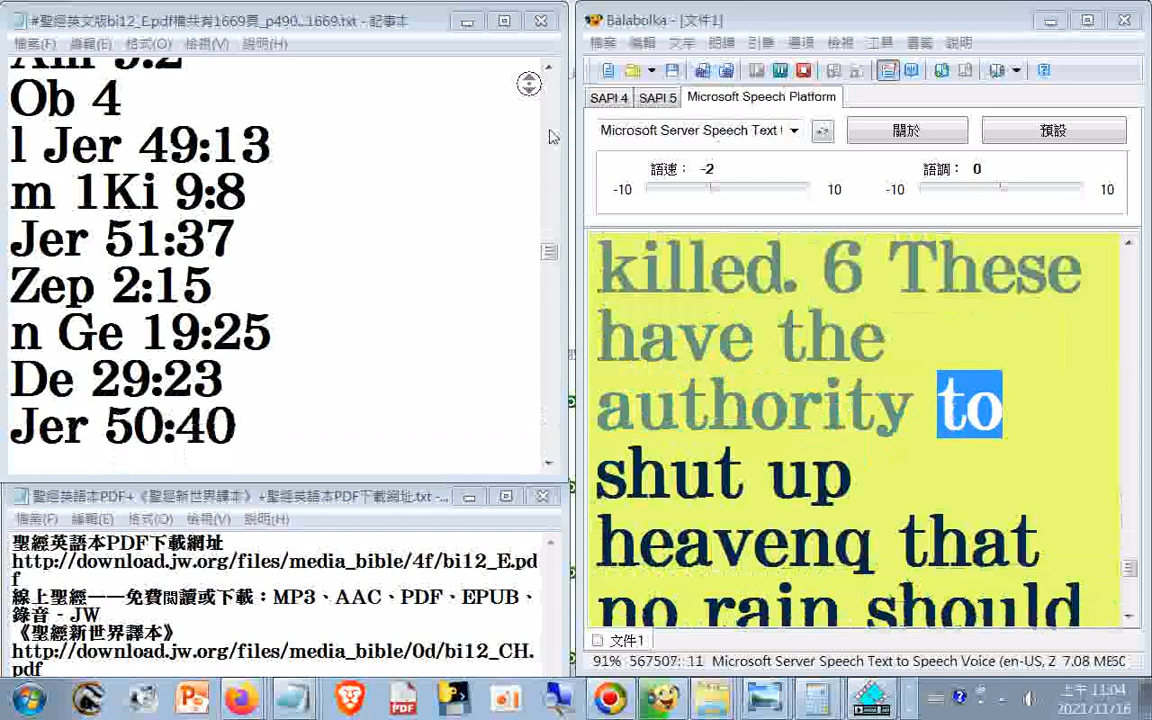 #聖經英文版bi12_E.pdf檔共有1669頁_p490..1669.txt - 記事本
檔案(F) 編輯(E) 格式(O) 檢視(V) 說明(H)
Am 9:2
Ob 4
l Jer 49:13
m 1Ki 9:8
Jer 51:37
Zep 2:15
n Ge 19:25
De 29:23
Jer 50:40
聖經英語本PDF+《聖經新世界譯本》+聖經英語本PDF下載網址.txt -...
檔案(F) 編輯(E) 格式(O) 檢視(V) 說明(H)
聖經英語本PDF下載網址
http://download.jw.org/files/media_bible/4f/bi12_E.pd
f
線上聖經——免費閱讀或下載：MP3、AAC、PDF、EPUB、
錄音 - JW
《聖經新世界譯本》
http://download.jw.org/files/media_bible/0d/bi12_CH.
pdf
Balabolka - [文件1]
檔案 編輯 文字 朗讀 引擎 選項 檢視 工具 書籤 說明
SAPI 4 SAPI 5 Microsoft Speech Platform
Microsoft Server Speech Text 關於 預設
語速： -2 語調： 0
-10 10 -10 10
killed. 6 These
have the
authority to
shut up
heavenq that
no rain should
文件1
91% 567507: 11 Microsoft Server Speech Text to Speech Voice (en-US, Z 7.08 МБ
上午 11:04
2021/11/16